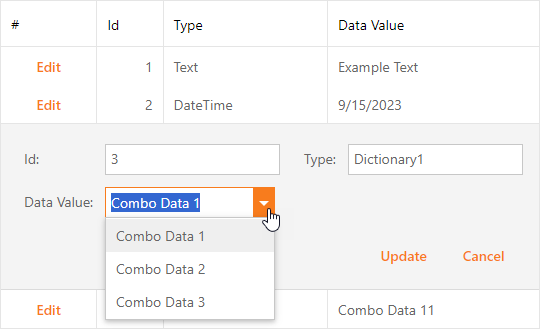 # Id Type Data Value
Edit 1 Text Example Text
Edit 2 DateTime 9/15/2023
Id: 3 Type: Dictionary1
Data Value: Combo Data 1
Combo Data 1
Combo Data 2
Update Cancel
Combo Data 3
Edit Combo Data 11